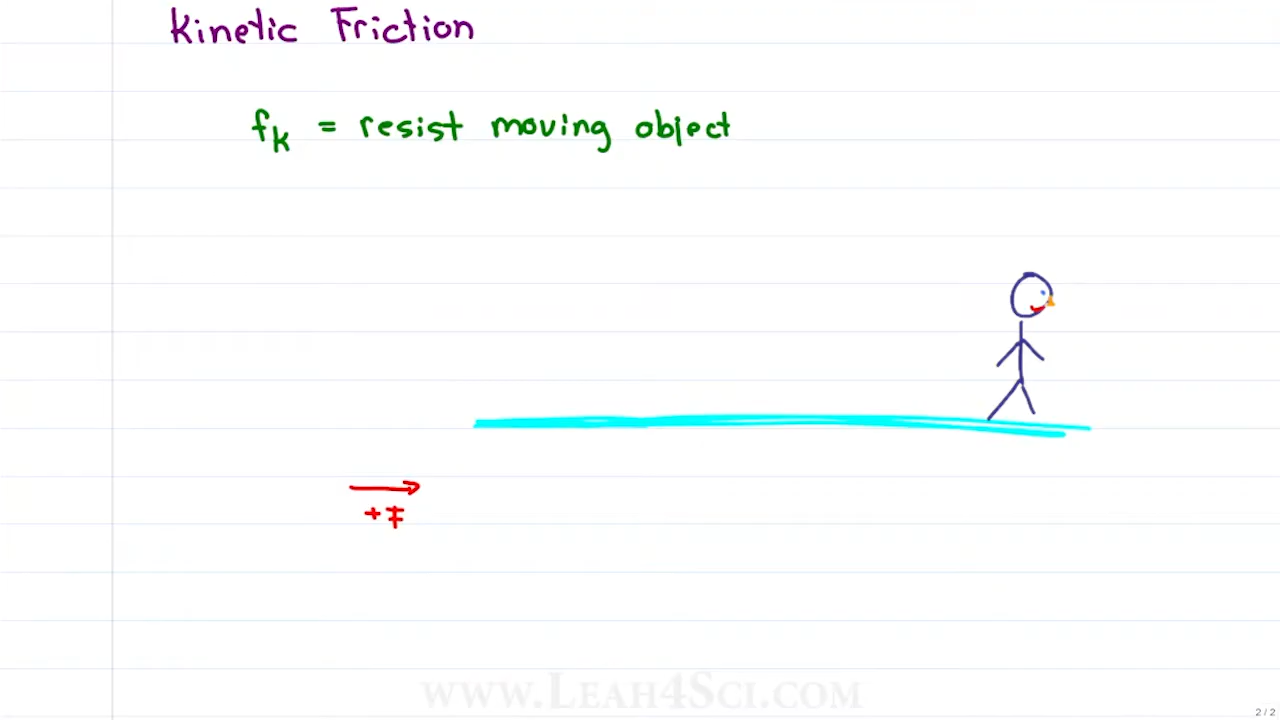 Kinetic Friction
fk = resist moving object
+F
www.Leah4Sci.com
2 / 2